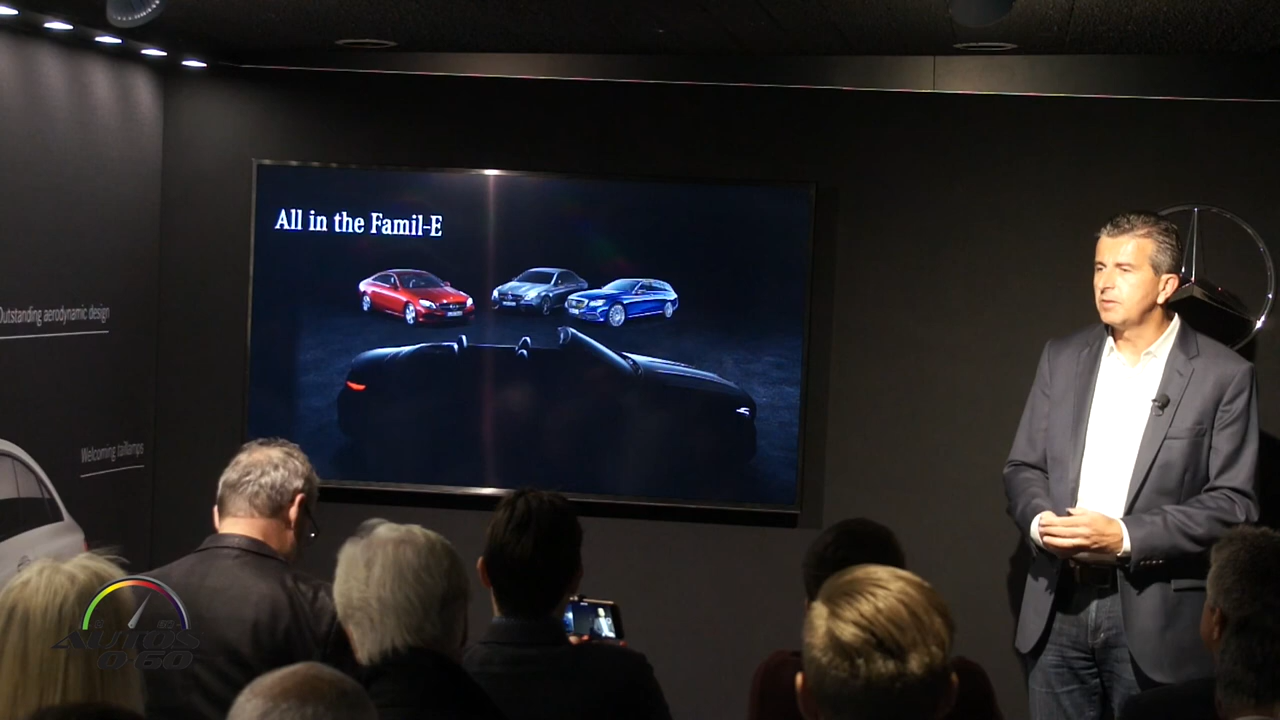 All in the Famil-E
Outstanding aerodynamic design
Welcoming taillamps
AUTOS
0'60